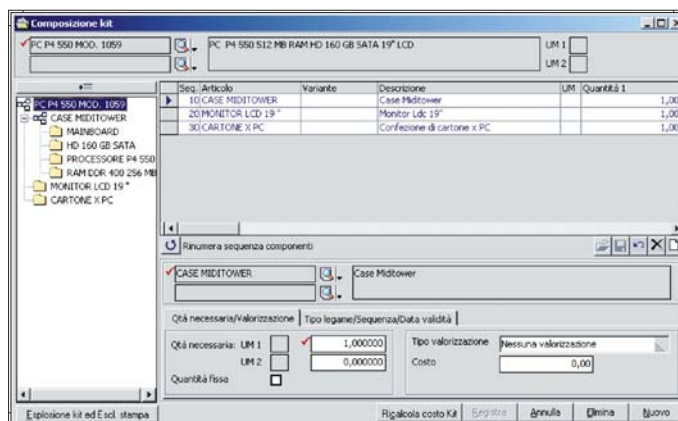 Composizione kit
PC P4 550 MOD. 1059
PC P4 550 512 MB RAM HD 160 GB SATA 19" LCD
UM 1
UM 2
Seq. Articolo Variante Descrizione UM Quantità 1
10 CASE MIDITOWER Case Miditower 1,00
20 MONITOR LCD 19 " Monitor Ldc 19" 1,00
30 CARTONE X PC Confezione di cartone x PC 1,00
PC P4 550 MOD. 1059
CASE MIDITOWER
MAINBOARD
HD 160 GB SATA
PROCESSORE P4 550
RAM DDR 400 256 MB
MONITOR LCD 19 "
CARTONE X PC
Rinumera sequenza componenti
CASE MIDITOWER
Case Miditower
Qtà necessaria/Valorizzazione
Tipo legame/Sequenza/Data validità
Qtà necessaria: UM 1 1,000000
UM 2 0,000000
Quantità fissa
Tipo valorizzazione Nessuna valorizzazione
Costo 0,00
Esplosione kit ed Escl. stampa
Rigalcola costo Kit
Registra
Annulla
Elimina
Nuovo